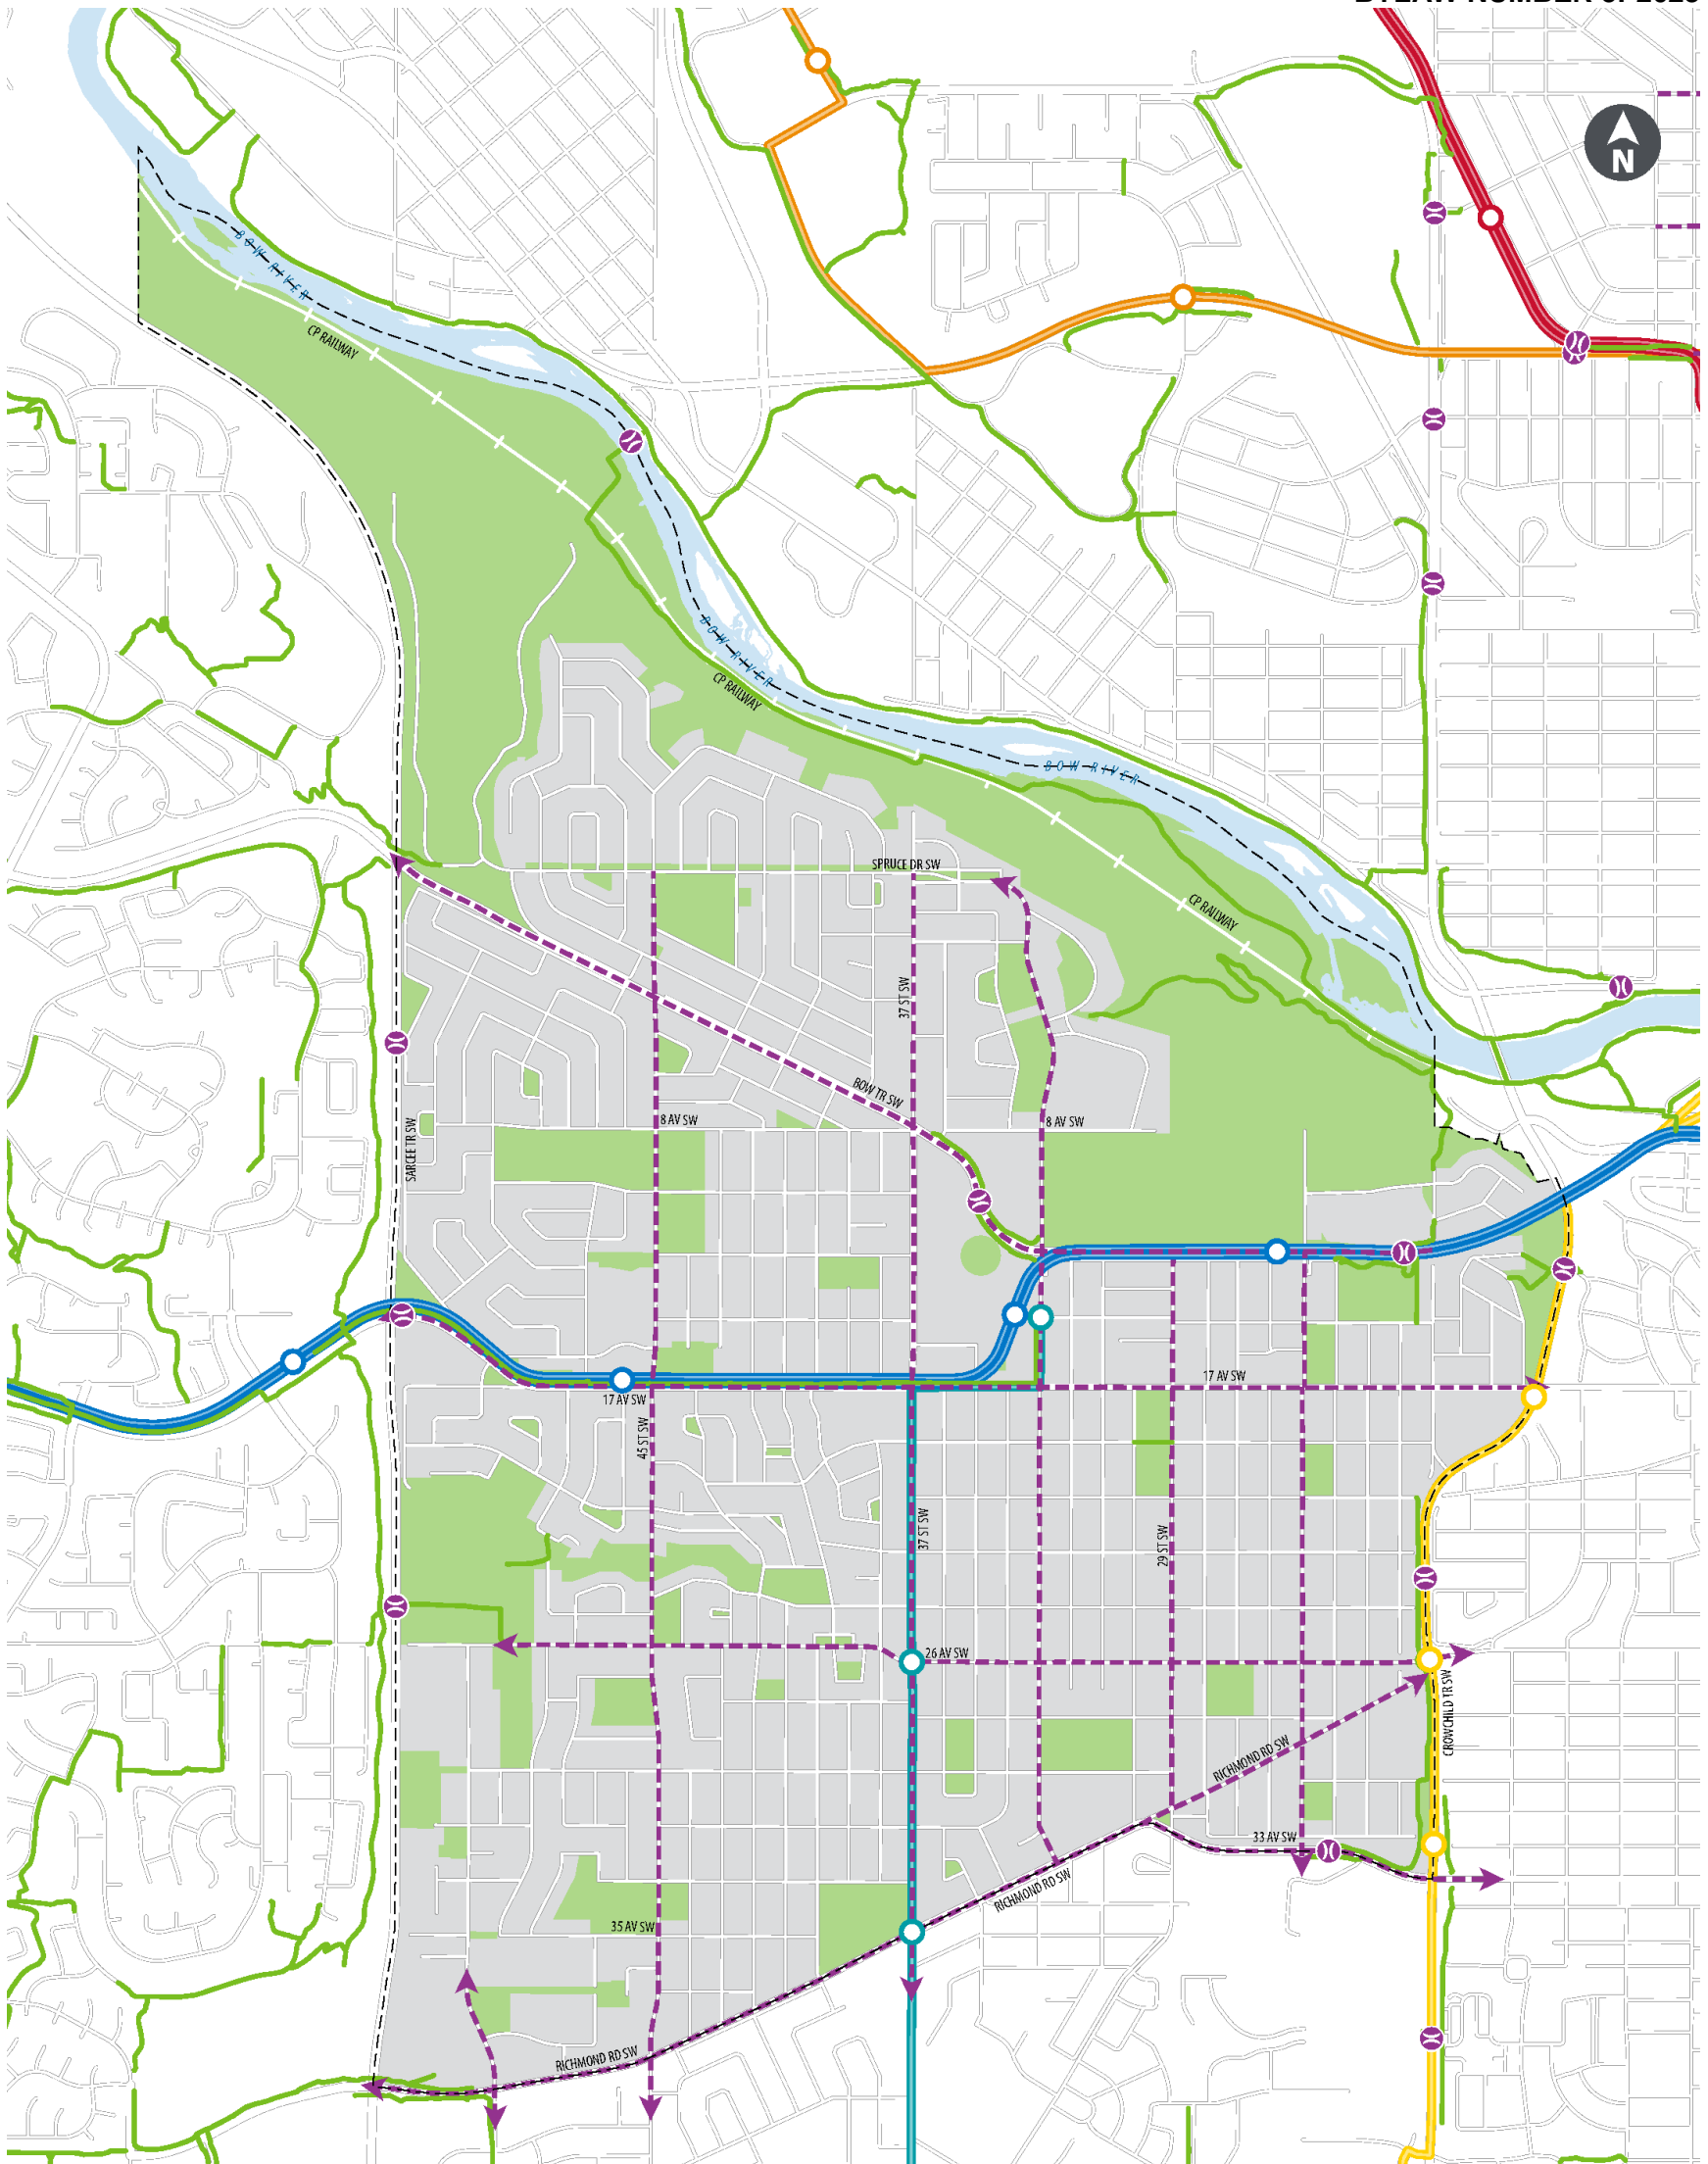 N
BOW RIVER
CP RAILWAY
BOW RIVER
CP RAILWAY
BOW RIVER
SPRUCE DR SW
CP RAILWAY
37 ST SW
BOW TR SW
8 AV SW
8 AV SW
SARCEE TR SW
17 AV SW
17 AV SW
45 ST SW
37 ST SW
29 ST SW
26 AV SW
CROWCHILD TR SW
RICHMOND RD SW
33 AV SW
RICHMOND RD SW
35 AV SW
RICHMOND RD SW